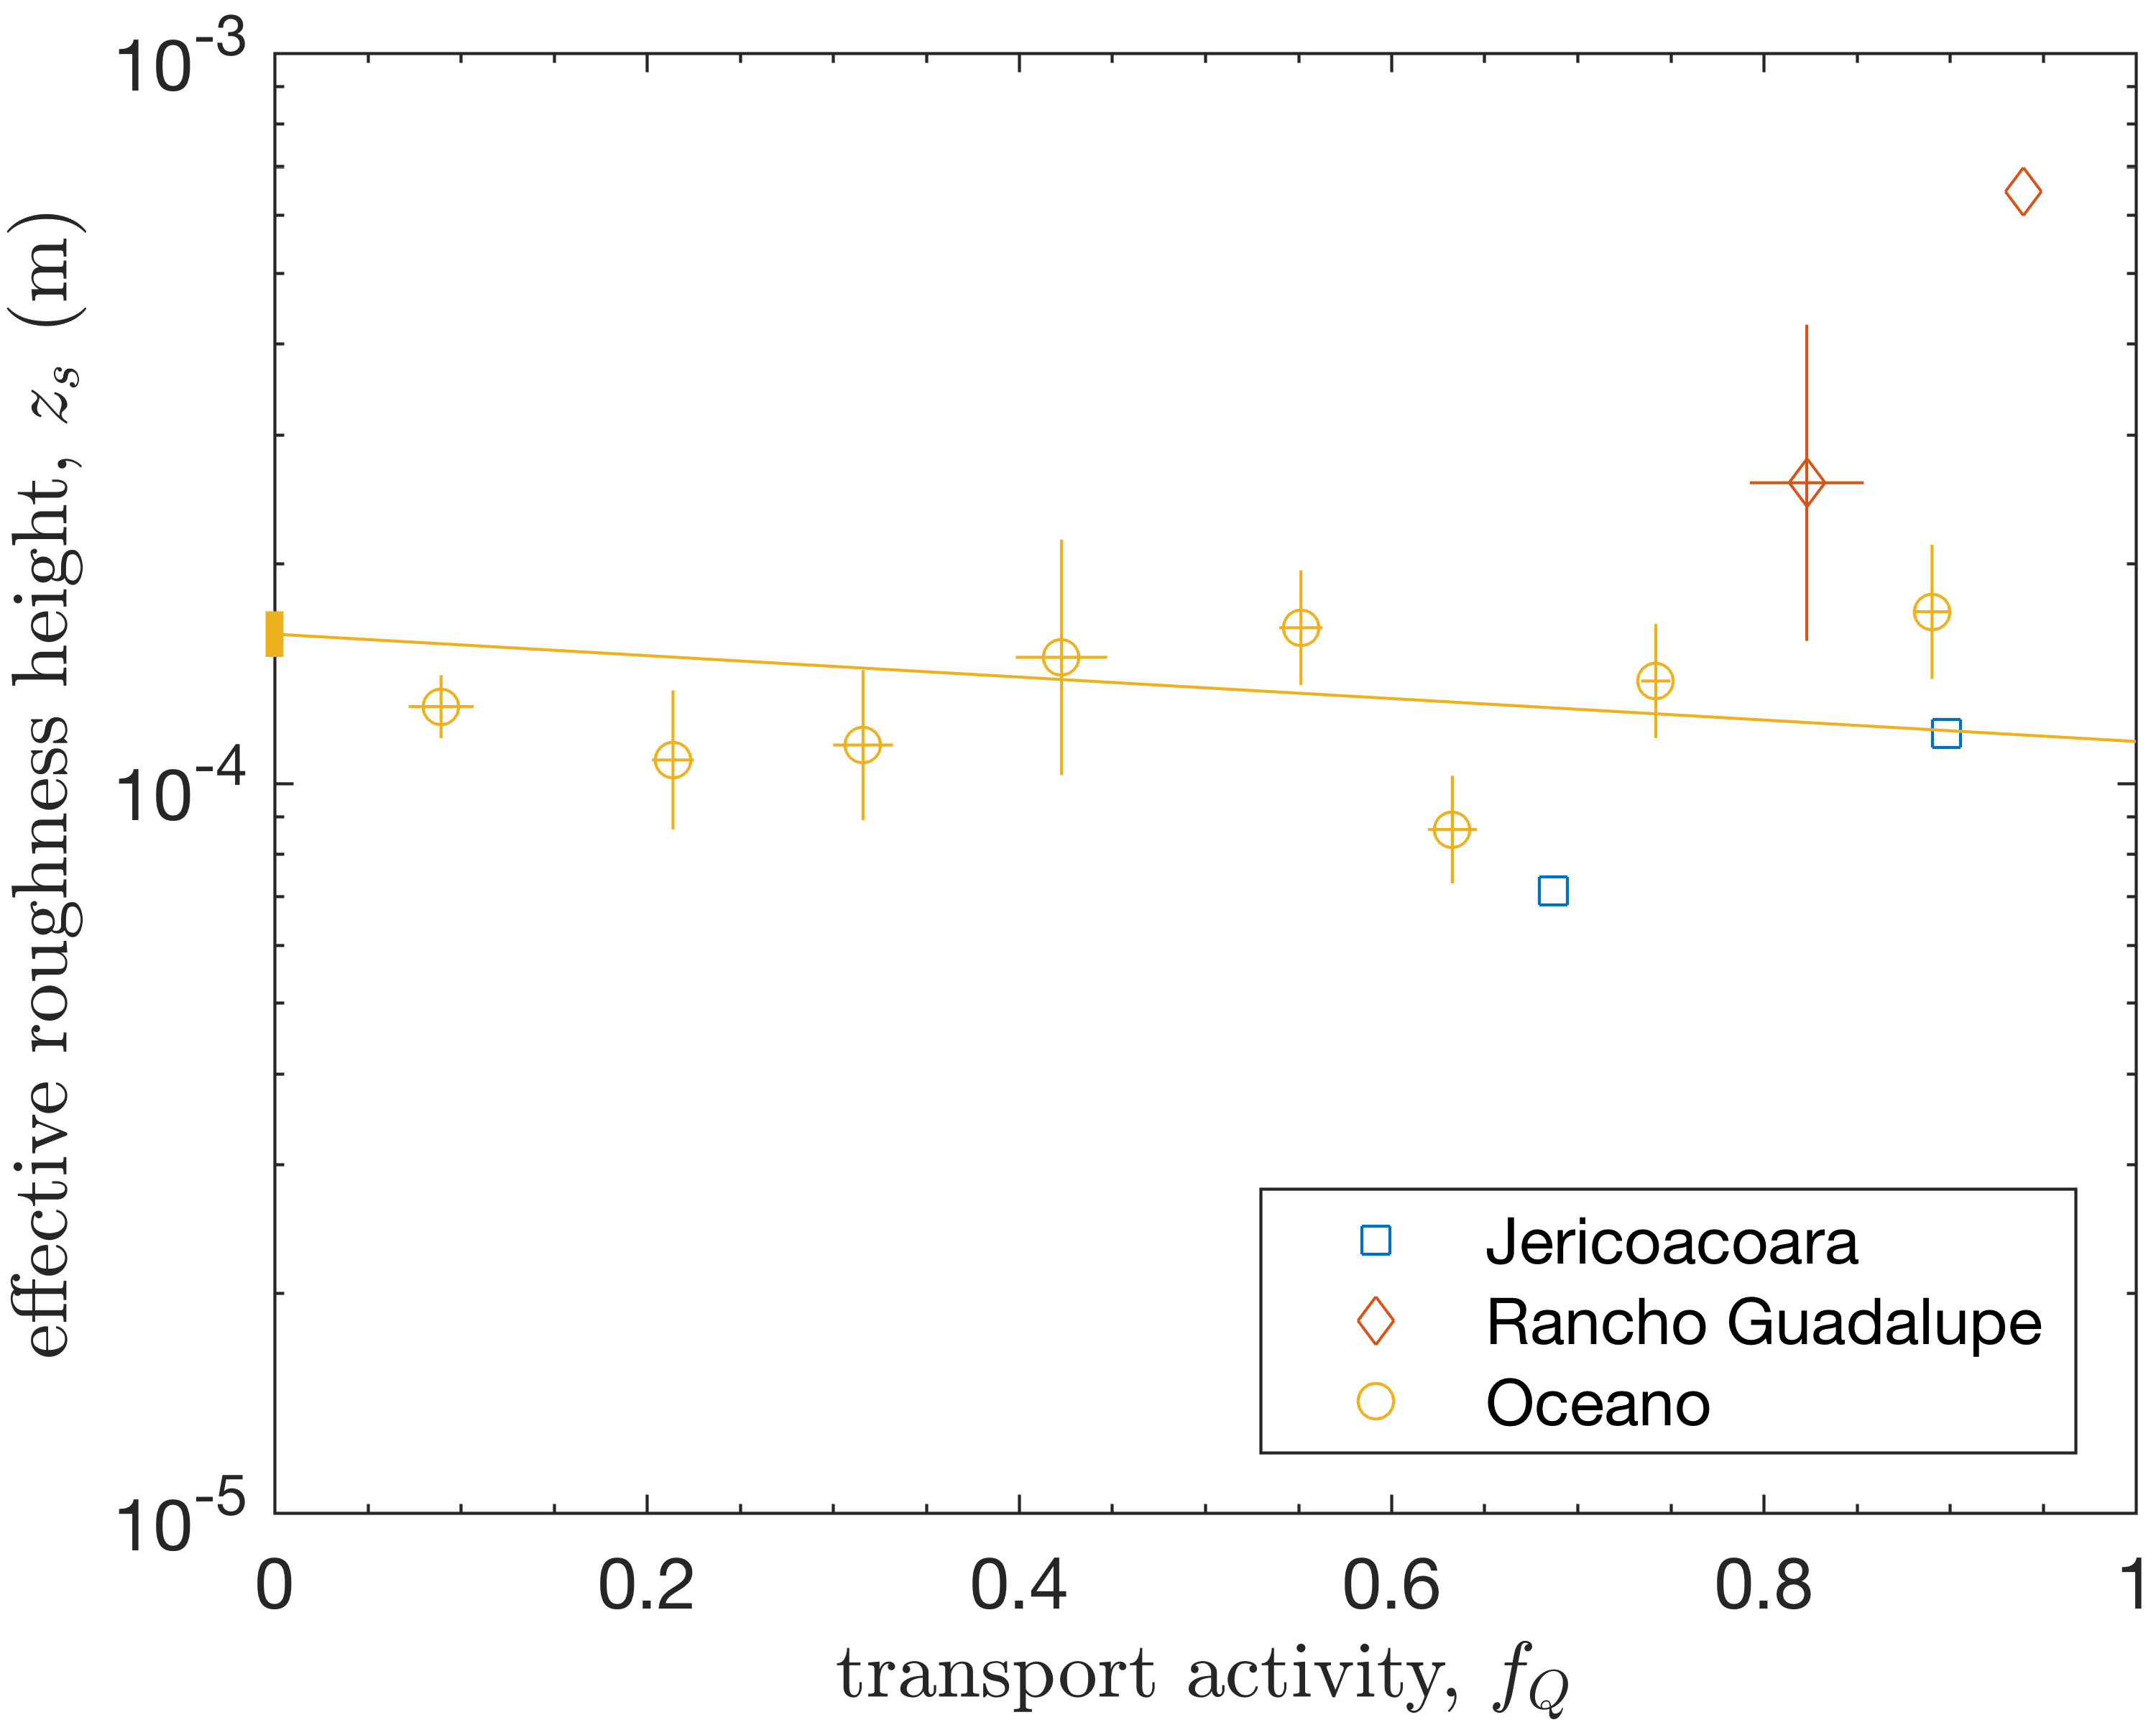 10^-3
10^-4
10^-5
effective roughness height, z_s (m)
0 0.2 0.4 0.6 0.8 1
transport activity, f_Q
Jericoacoara
Rancho Guadalupe
Oceano